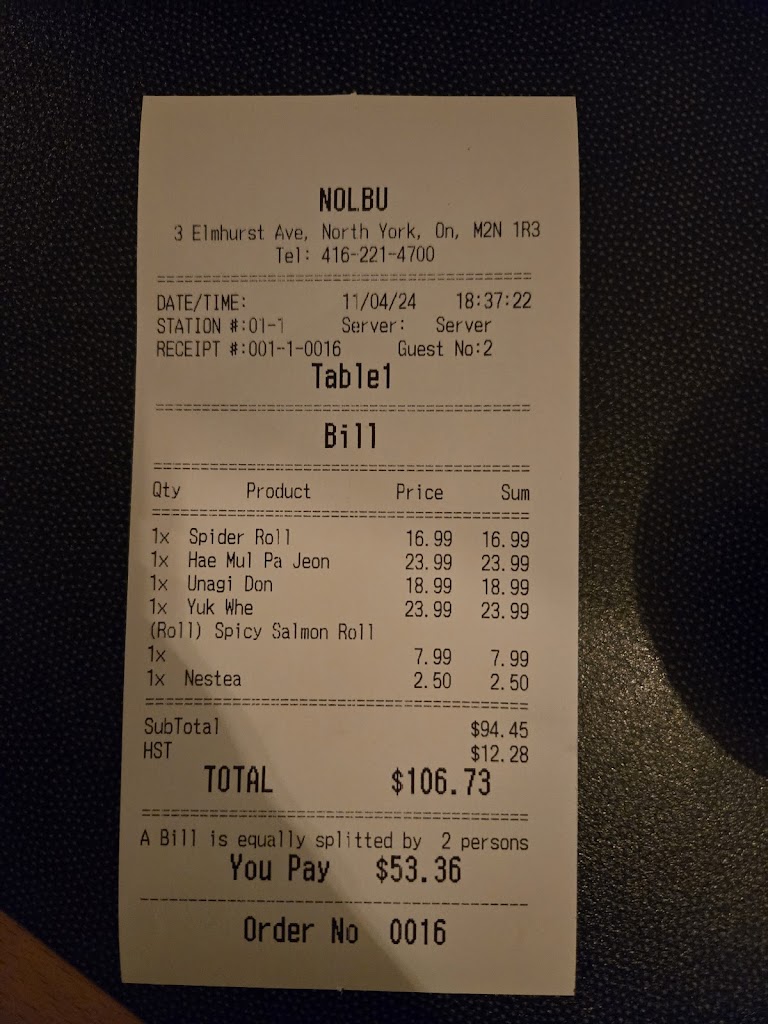 NOLBU
3 Elmhurst Ave, North York, On, M2N 1R3
Tel: 416-221-4700
DATE/TIME: 11/04/24 18:37:22
STATION #:01-1 Server: Server
RECEIPT #:001-1-0016 Guest No:2
Table1
Bill
Qty Product Price Sum
1x Spider Roll 16.99 16.99
1x Hae Mul Pa Jeon 23.99 23.99
1x Unagi Don 18.99 18.99
1x Yuk Whe 23.99 23.99
(Roll) Spicy Salmon Roll
1x 7.99 7.99
1x Nestea 2.50 2.50
SubTotal $94.45
HST $12.28
TOTAL $106.73
A Bill is equally splitted by 2 persons
You Pay $53.36
Order No 0016